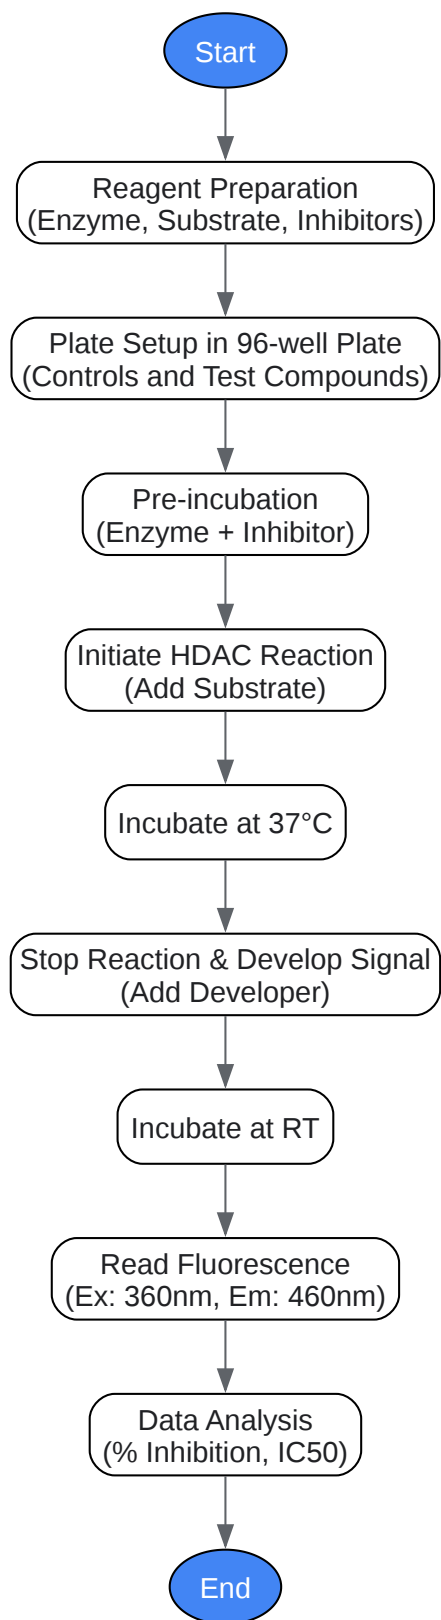 Start
Reagent Preparation
(Enzyme, Substrate, Inhibitors)
Plate Setup in 96-well Plate
(Controls and Test Compounds)
Pre-incubation
(Enzyme + Inhibitor)
Initiate HDAC Reaction
(Add Substrate)
Incubate at 37°C
Stop Reaction & Develop Signal
(Add Developer)
Incubate at RT
Read Fluorescence
(Ex: 360nm, Em: 460nm)
Data Analysis
(% Inhibition, IC50)
End